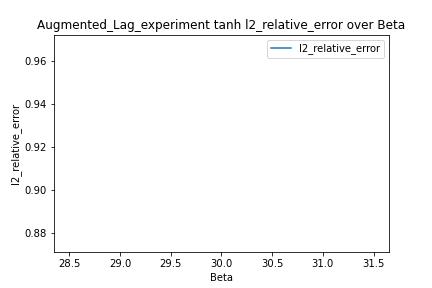 Augmented_Lag_experiment tanh l2_relative_error over Beta
l2_relative_error
0.96
0.94
0.92
0.90
0.88
l2_relative_error
28.5 29.0 29.5 30.0 30.5 31.0 31.5
Beta